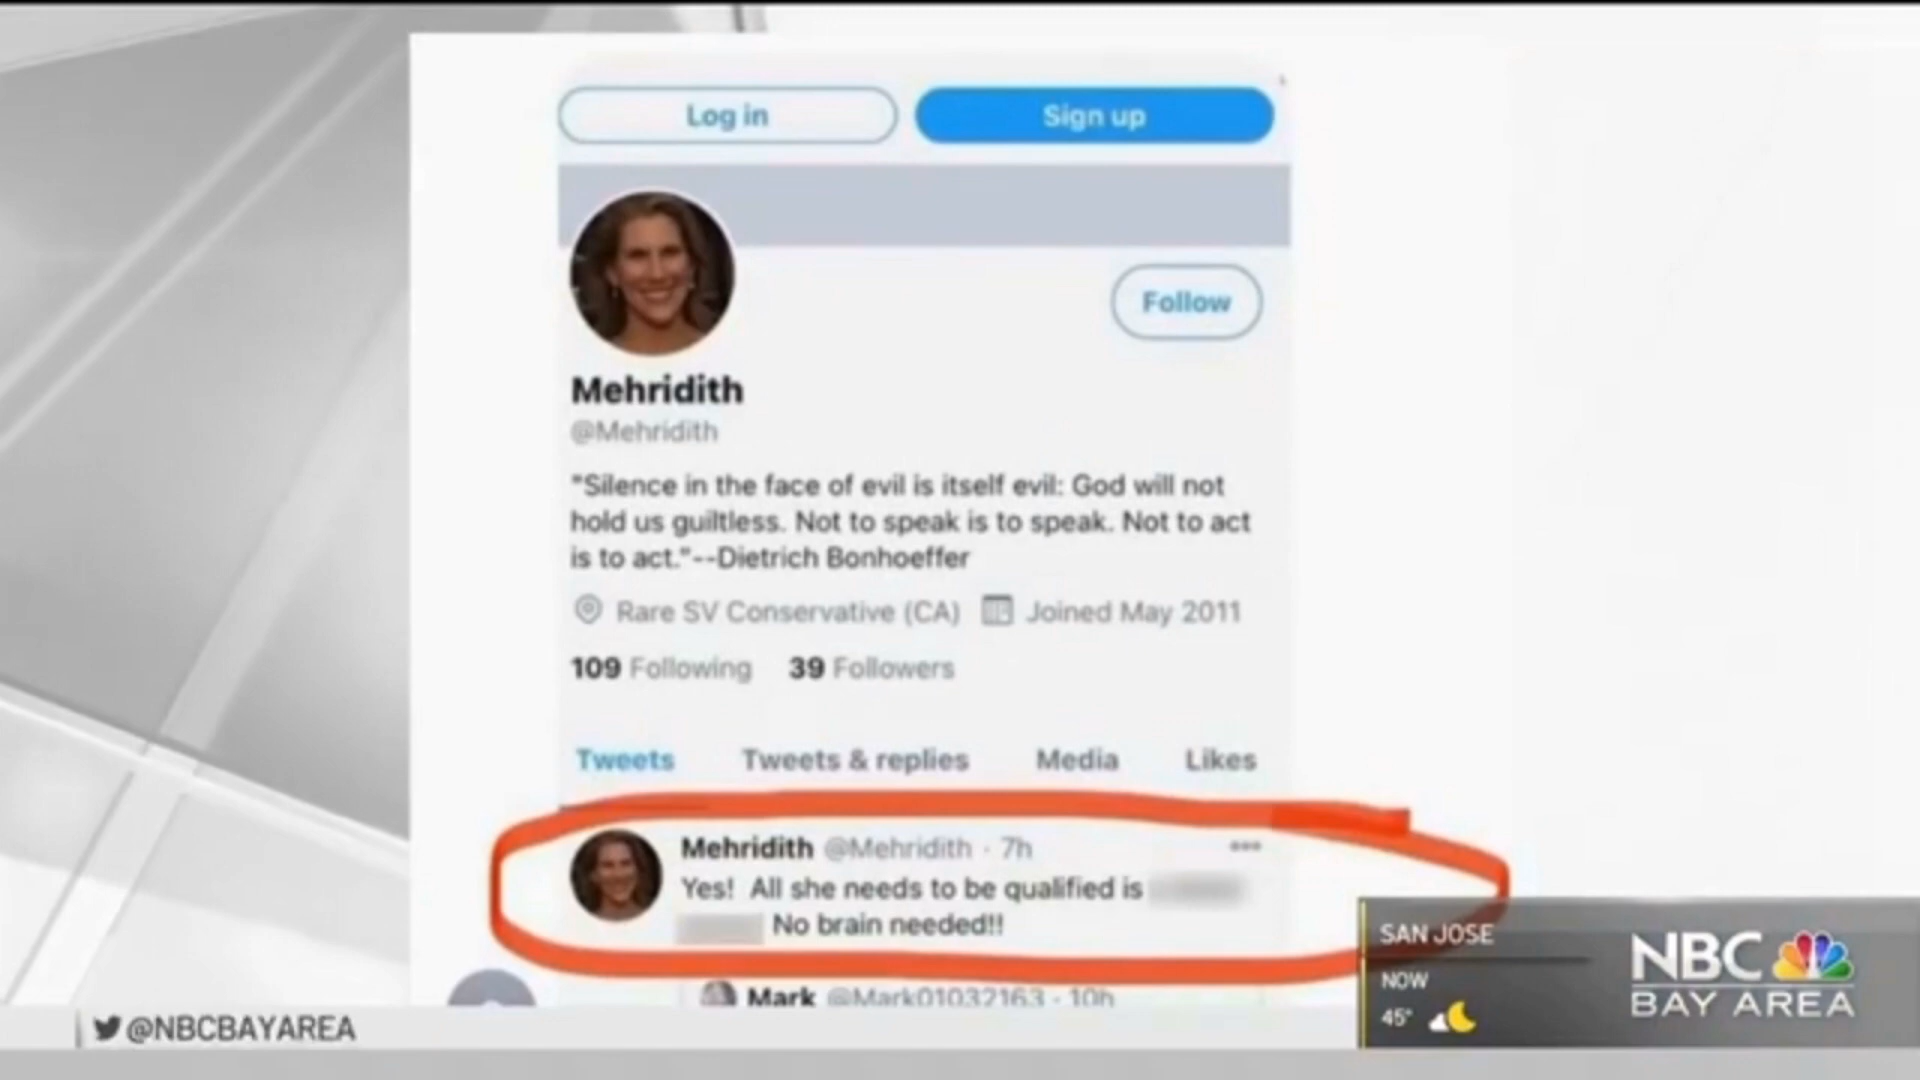 Log in
Sign up
Follow
Mehridith
@Mehridith
"Silence in the face of evil is itself evil: God will not
hold us guiltless. Not to speak is to speak. Not to act
is to act."--Dietrich Bonhoeffer
Rare SV Conservative (CA) Joined May 2011
109 Following 39 Followers
Tweets Tweets & replies Media Likes
Mehridith @Mehridith · 7h
Yes! All she needs to be qualified is
No brain needed!!
Mark @Mark01032163 · 10h
@NBCBAYAREA
SAN JOSE
NOW
45°
NBC
BAY AREA